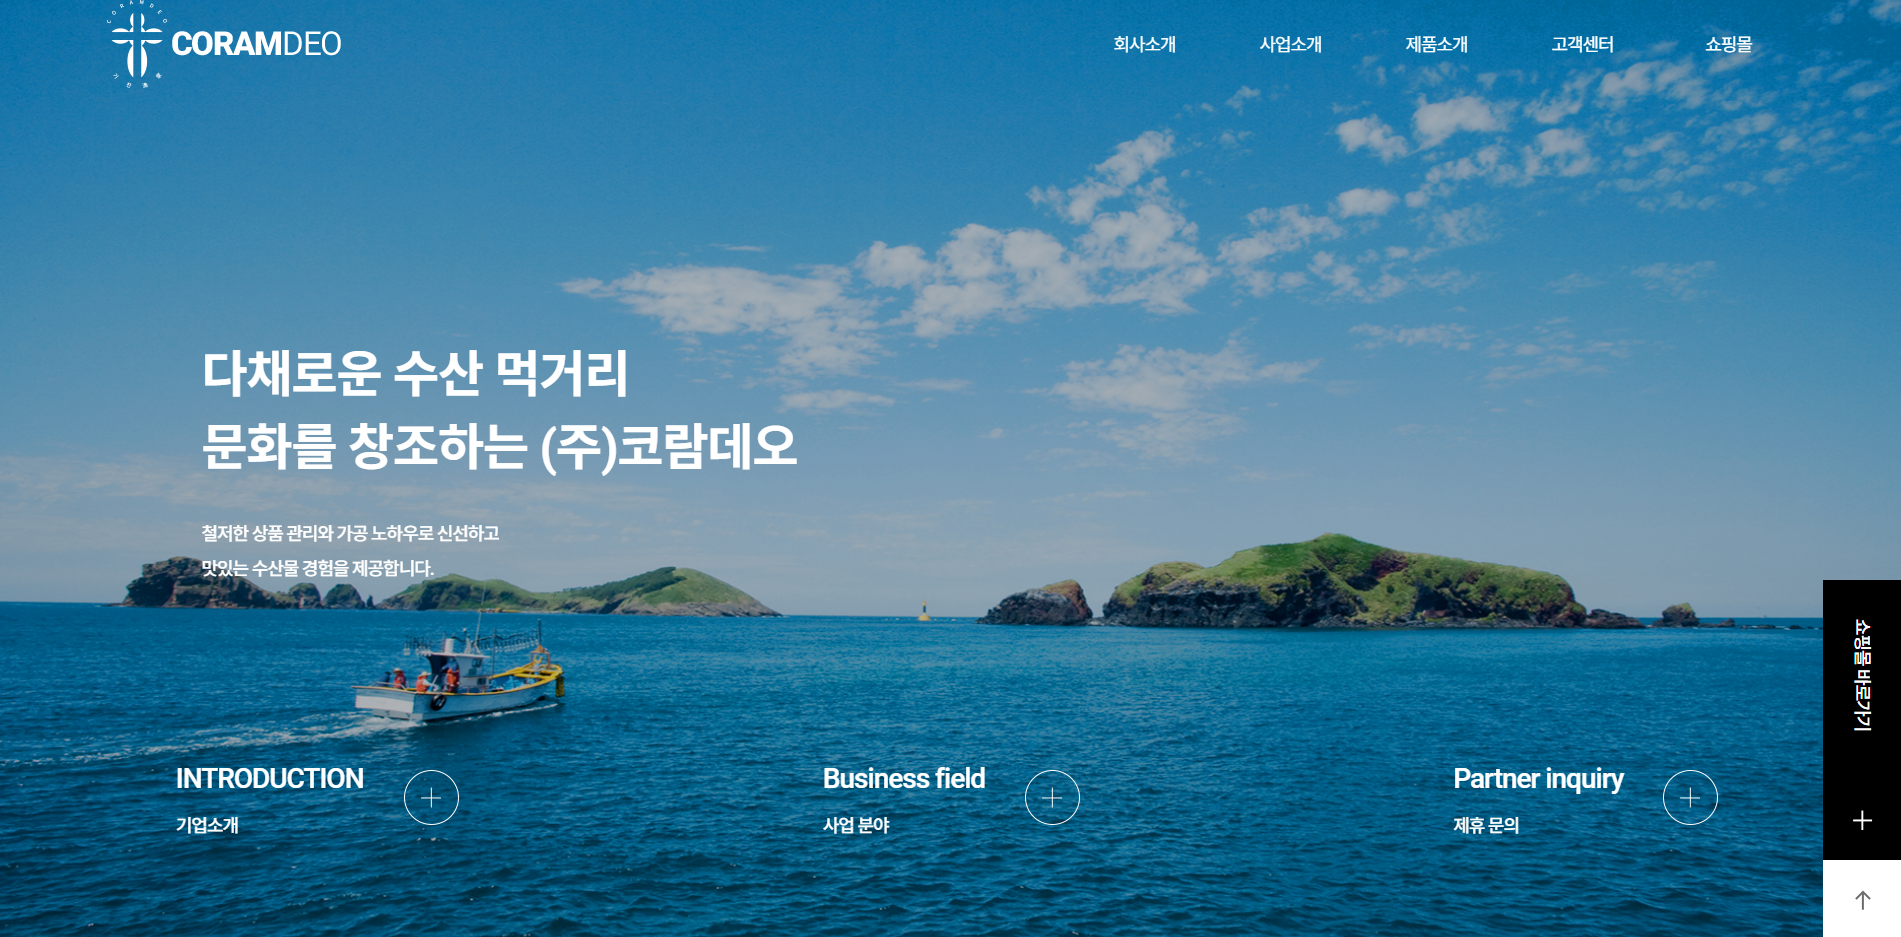 CORAMDEO
CORAMDEO
회사소개
사업소개
제품소개
고객센터
쇼핑몰
다채로운 수산 먹거리
문화를 창조하는 (주)코람데오
철저한 상품 관리와 가공 노하우로 신선하고
맛있는 수산물 경험을 제공합니다.
INTRODUCTION
기업소개
Business field
사업 분야
Partner inquiry
제휴 문의
쇼핑몰 바로가기